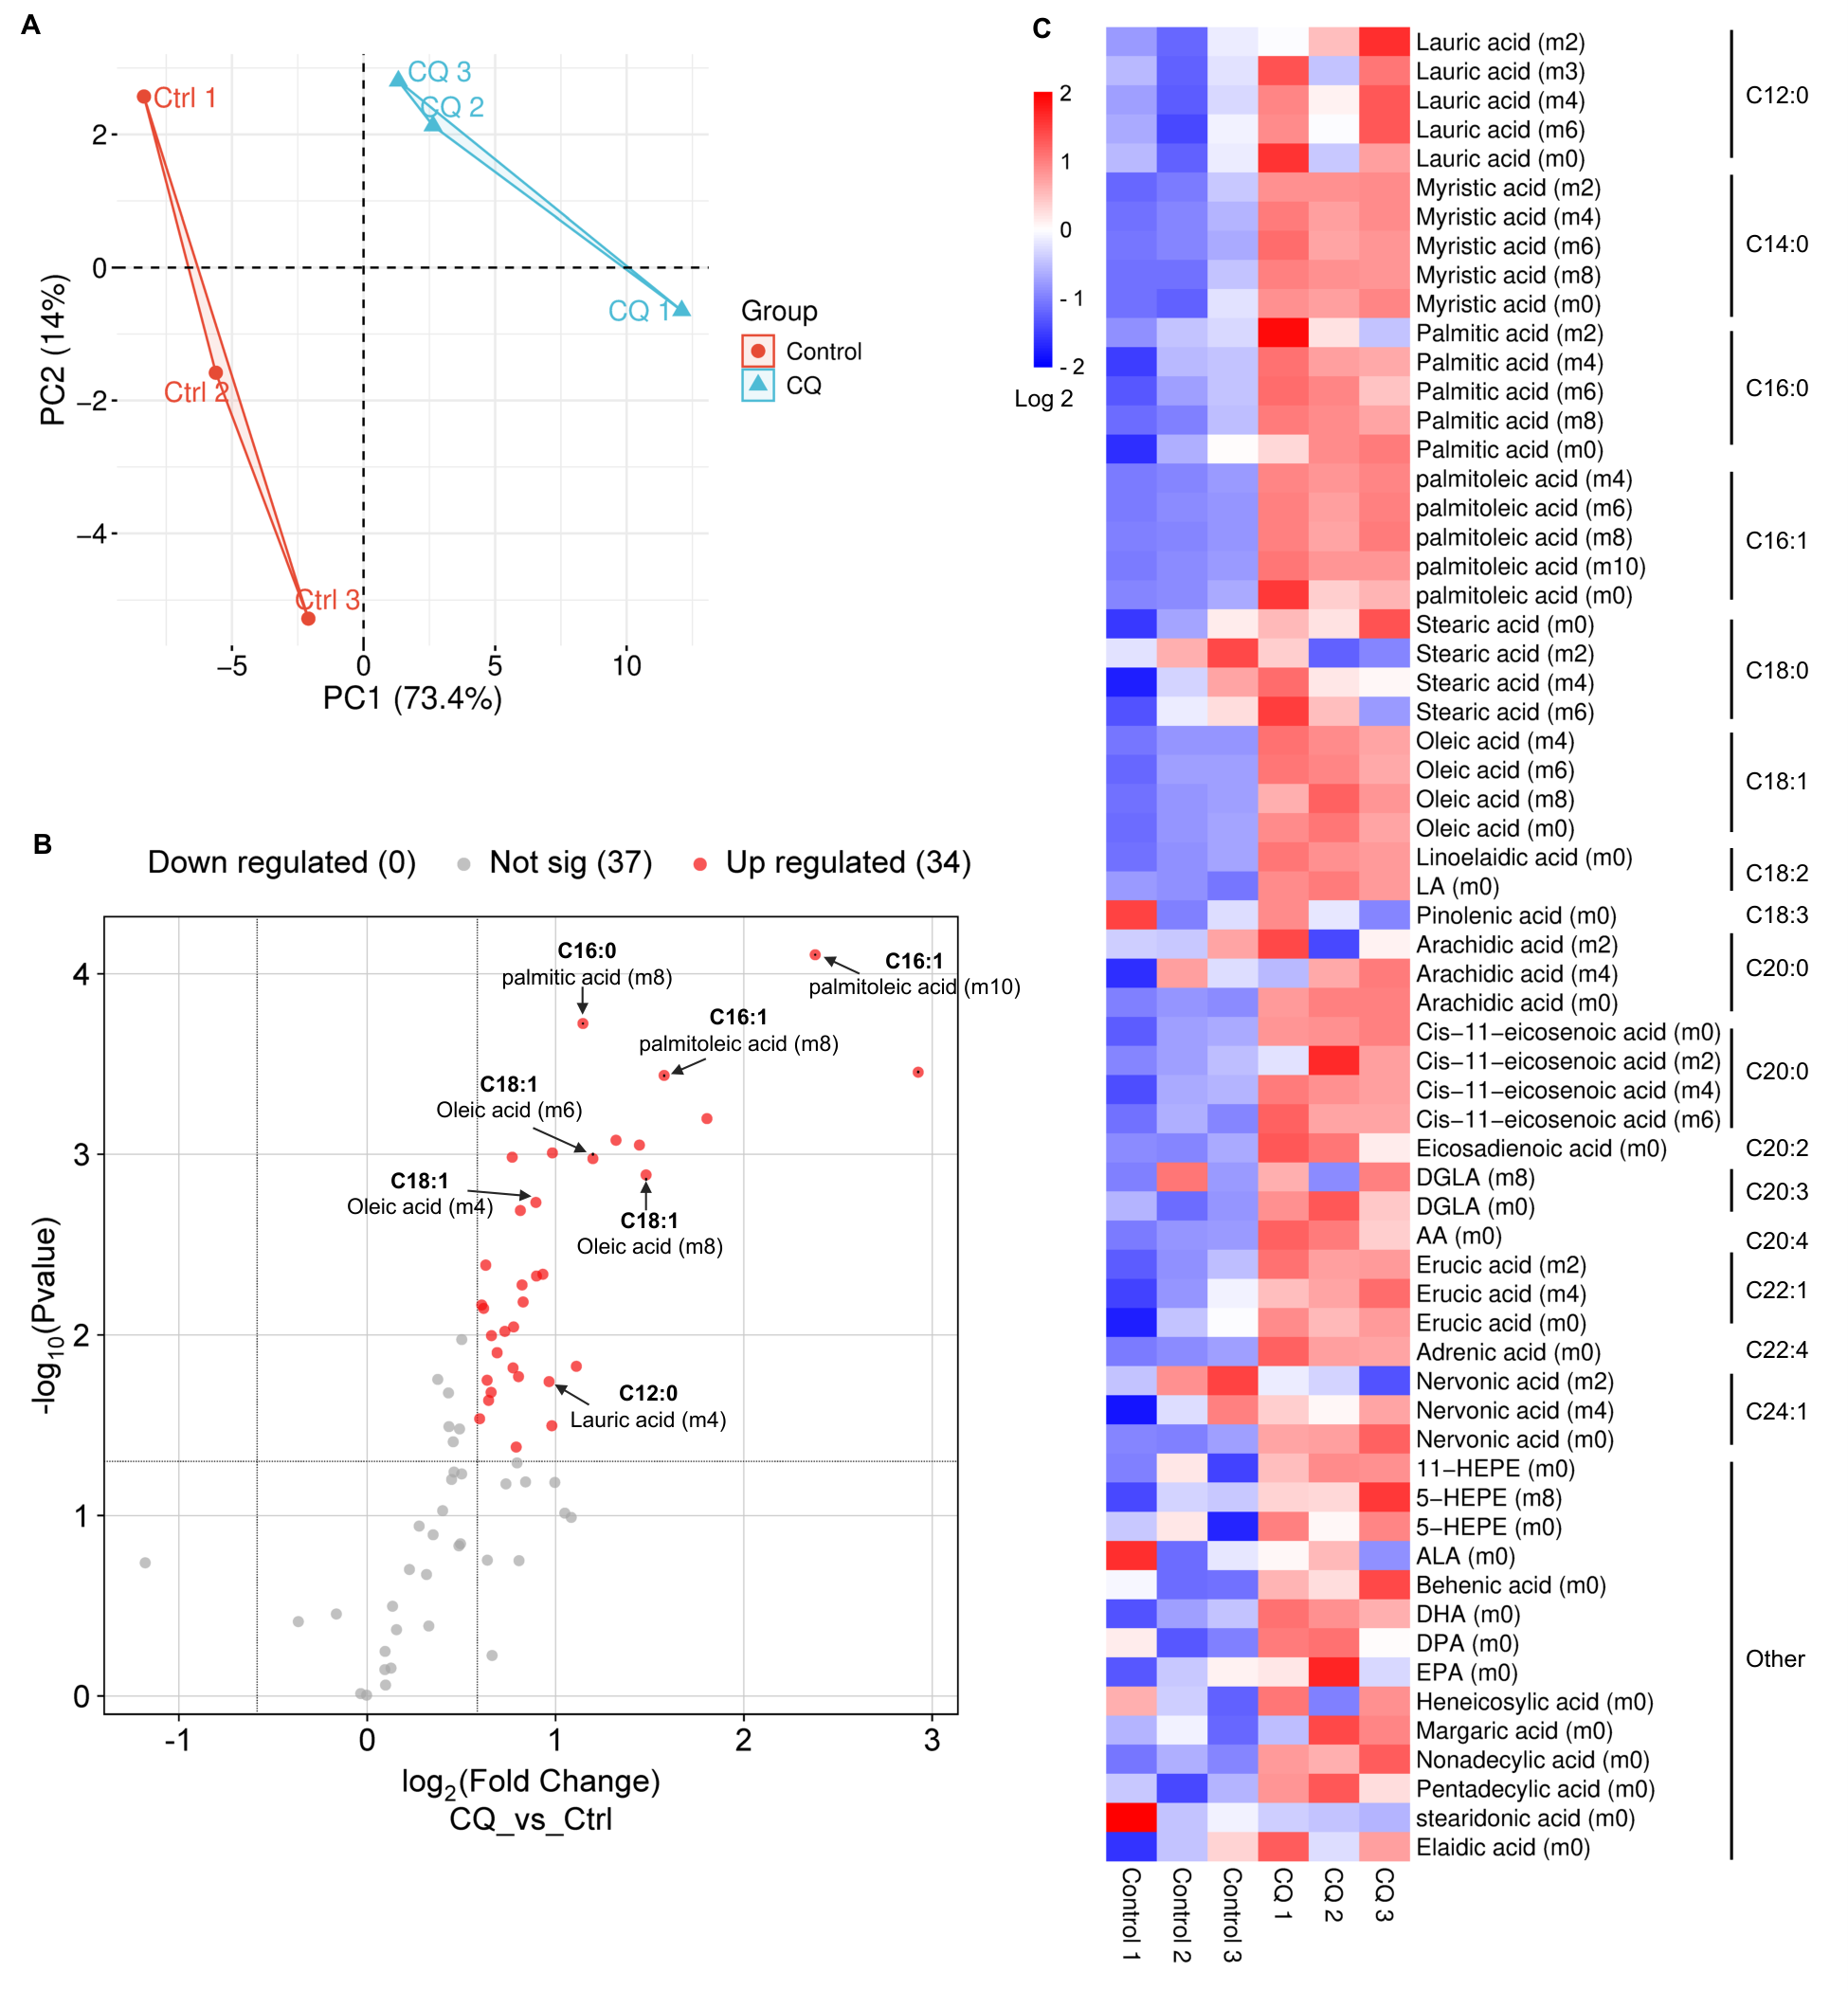 A
Ctrl 1
CQ 3
CQ 2
CQ 1
Ctrl 2
Ctrl 3
2
0
−2
−4
−5
0
5
10
PC2 (14%)
PC1 (73.4%)
Group
Control
CQ
B
Down regulated (0)
Not sig (37)
Up regulated (34)
C16:0
palmitic acid (m8)
C16:1
palmitoleic acid (m10)
C16:1
palmitoleic acid (m8)
C18:1
Oleic acid (m6)
C18:1
Oleic acid (m4)
C18:1
Oleic acid (m8)
C12:0
Lauric acid (m4)
4
3
2
1
0
-1
0
1
2
3
-log10(Pvalue)
log2(Fold Change)
CQ_vs_Ctrl
C
2
1
0
- 1
- 2
Log 2
Lauric acid (m2)
Lauric acid (m3)
Lauric acid (m4)
Lauric acid (m6)
Lauric acid (m0)
Myristic acid (m2)
Myristic acid (m4)
Myristic acid (m6)
Myristic acid (m8)
Myristic acid (m0)
Palmitic acid (m2)
Palmitic acid (m4)
Palmitic acid (m6)
Palmitic acid (m8)
Palmitic acid (m0)
palmitoleic acid (m4)
palmitoleic acid (m6)
palmitoleic acid (m8)
palmitoleic acid (m10)
palmitoleic acid (m0)
Stearic acid (m0)
Stearic acid (m2)
Stearic acid (m4)
Stearic acid (m6)
Oleic acid (m4)
Oleic acid (m6)
Oleic acid (m8)
Oleic acid (m0)
Linoelaidic acid (m0)
LA (m0)
Pinolenic acid (m0)
Arachidic acid (m2)
Arachidic acid (m4)
Arachidic acid (m0)
Cis−11−eicosenoic acid (m0)
Cis−11−eicosenoic acid (m2)
Cis−11−eicosenoic acid (m4)
Cis−11−eicosenoic acid (m6)
Eicosadienoic acid (m0)
DGLA (m8)
DGLA (m0)
AA (m0)
Erucic acid (m2)
Erucic acid (m4)
Erucic acid (m0)
Adrenic acid (m0)
Nervonic acid (m2)
Nervonic acid (m4)
Nervonic acid (m0)
11−HEPE (m0)
5−HEPE (m8)
5−HEPE (m0)
ALA (m0)
Behenic acid (m0)
DHA (m0)
DPA (m0)
EPA (m0)
Heneicosylic acid (m0)
Margaric acid (m0)
Nonadecylic acid (m0)
Pentadecylic acid (m0)
stearidonic acid (m0)
Elaidic acid (m0)
C12:0
C14:0
C16:0
C16:1
C18:0
C18:1
C18:2
C18:3
C20:0
C20:0
C20:2
C20:3
C20:4
C22:1
C22:4
C24:1
Other
Control 1
Control 2
Control 3
CQ 1
CQ 2
CQ 3